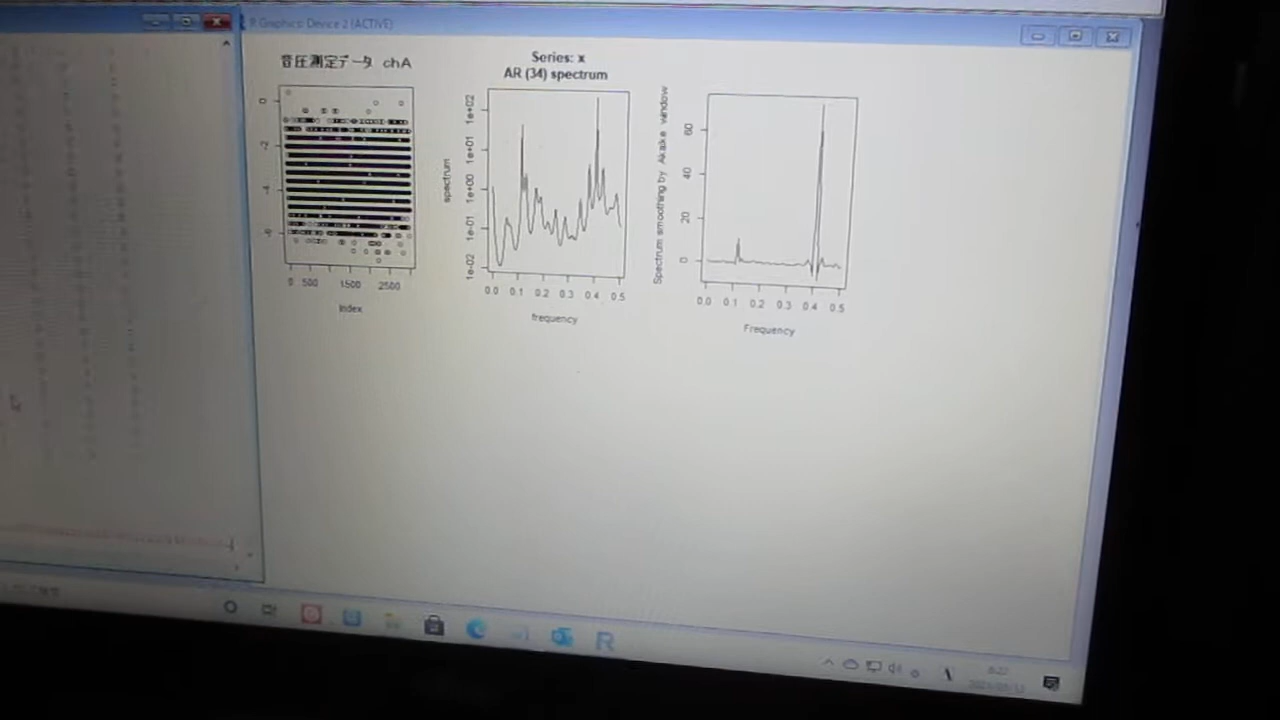 R Graphics: Device 2 (ACTIVE)
音圧測定データ chA
0
-2
-4
-6
0 500 1500 2500
Index
Series: x
AR (34) spectrum
spectrum
1e+02
1e+01
1e+00
1e-01
1e-02
0.0 0.1 0.2 0.3 0.4 0.5
frequency
Spectrum smoothing by Akaike window
60
40
20
0
0.0 0.1 0.2 0.3 0.4 0.5
Frequency
R